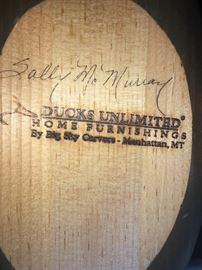 Sally McMurray
DUCKS UNLIMITED®
HOME FURNISHINGS
By Big Sky Carvers - Manhattan, MT